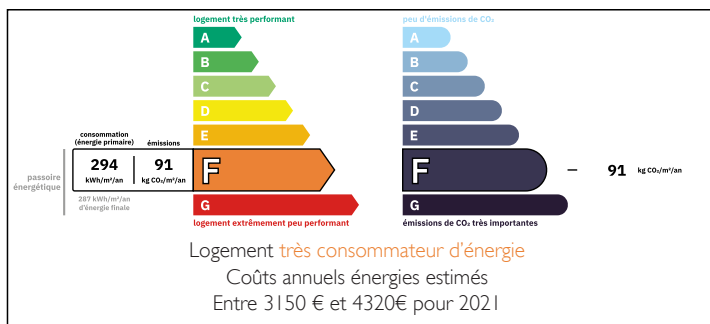 logement très performant
A
B
C
D
E
consommation
(énergie primaire)
émissions
294
kWh/m²/an
91
kg CO₂/m²/an
F
passoire
énergétique
287 kWh/m²/an
d'énergie finale
G
logement extrêmement peu performant
peu d'émissions de CO₂
A
B
C
D
E
F
91 kg CO₂/m²/an
G
émissions de CO₂ très importantes
Logement très consommateur d'énergie
Coûts annuels énergies estimés
Entre 3150 € et 4320€ pour 2021